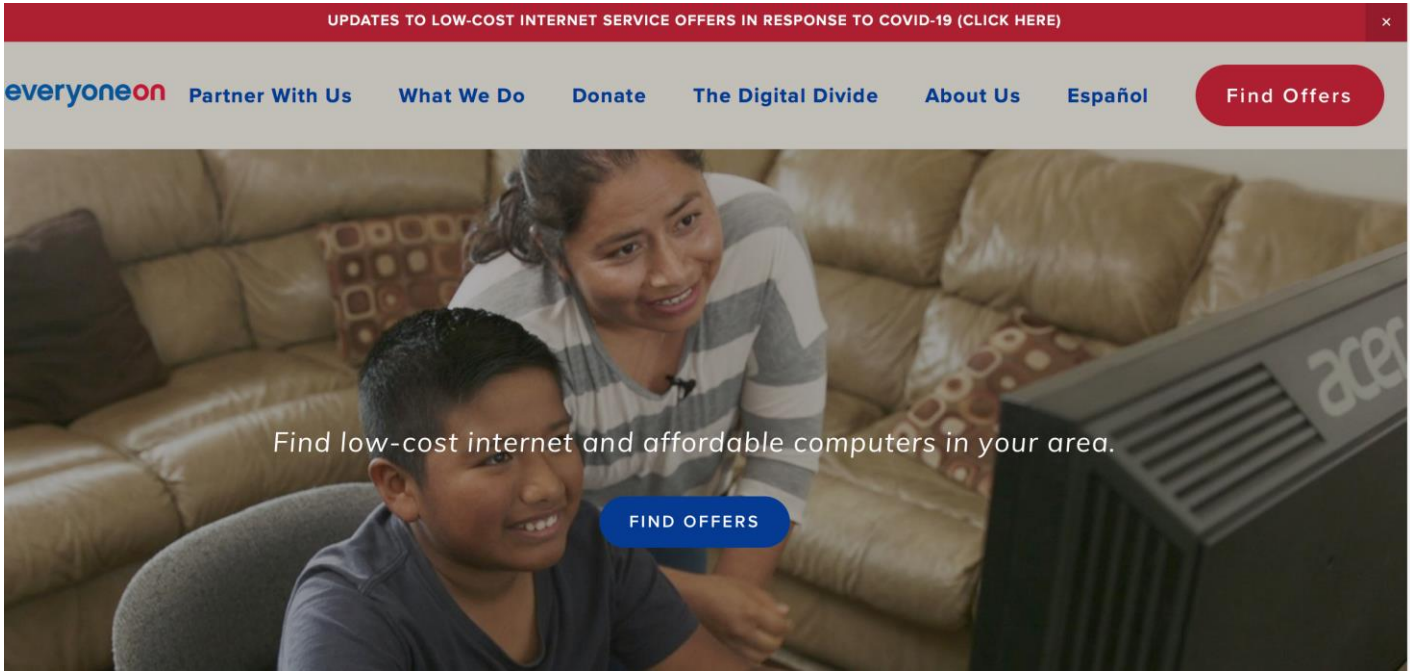 UPDATES TO LOW-COST INTERNET SERVICE OFFERS IN RESPONSE TO COVID-19 (CLICK HERE)
×
everyoneon Partner With Us What We Do Donate The Digital Divide About Us Español Find Offers
acer
Find low-cost internet and affordable computers in your area.
FIND OFFERS